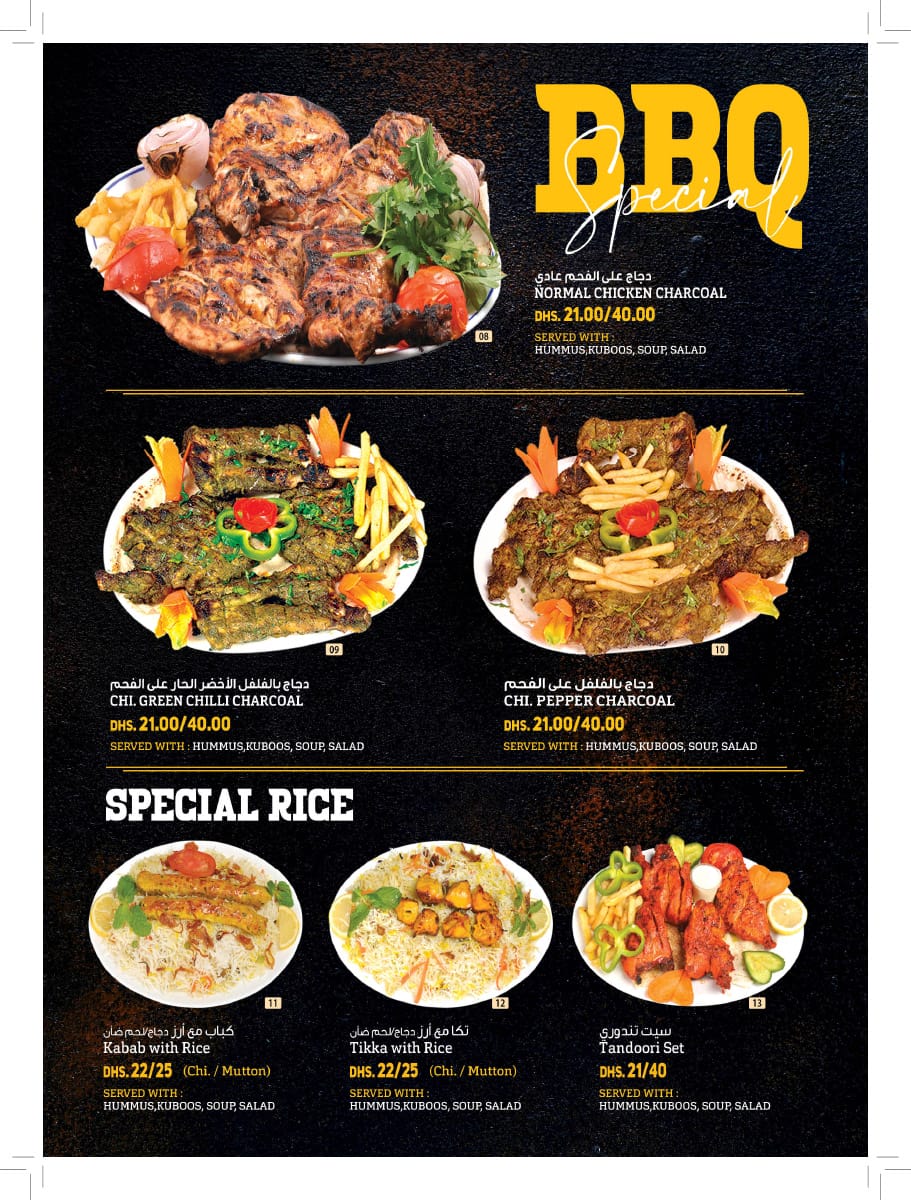 BBQ
Special
دجاج على الفحم عادي
NORMAL CHICKEN CHARCOAL
DHS. 21.00/40.00
SERVED WITH :
HUMMUS,KUBOOS, SOUP, SALAD
08
09
10
دجاج بالفلفل الأخضر الحار على الفحم
CHI. GREEN CHILLI CHARCOAL
DHS. 21.00/40.00
SERVED WITH : HUMMUS,KUBOOS, SOUP, SALAD
دجاج بالفلفل على الفحم
CHI. PEPPER CHARCOAL
DHS. 21.00/40.00
SERVED WITH : HUMMUS,KUBOOS, SOUP, SALAD
SPECIAL RICE
11
12
13
كباب مع أرز دجاج/لحم ضان
Kabab with Rice
DHS. 22/25 (Chi. / Mutton)
SERVED WITH :
HUMMUS,KUBOOS, SOUP, SALAD
تكا مع أرز دجاج/لحم ضان
Tikka with Rice
DHS. 22/25 (Chi. / Mutton)
SERVED WITH :
HUMMUS,KUBOOS, SOUP, SALAD
سيت تندوري
Tandoori Set
DHS. 21/40
SERVED WITH :
HUMMUS,KUBOOS, SOUP, SALAD